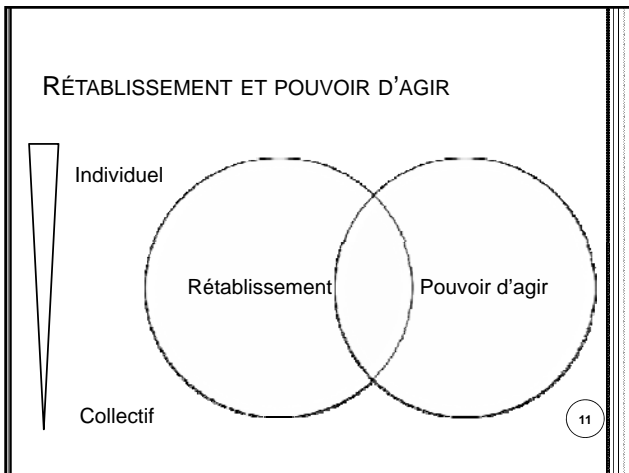 RÉTABLISSEMENT ET POUVOIR D'AGIR
Individuel
Rétablissement
Pouvoir d'agir
Collectif
11